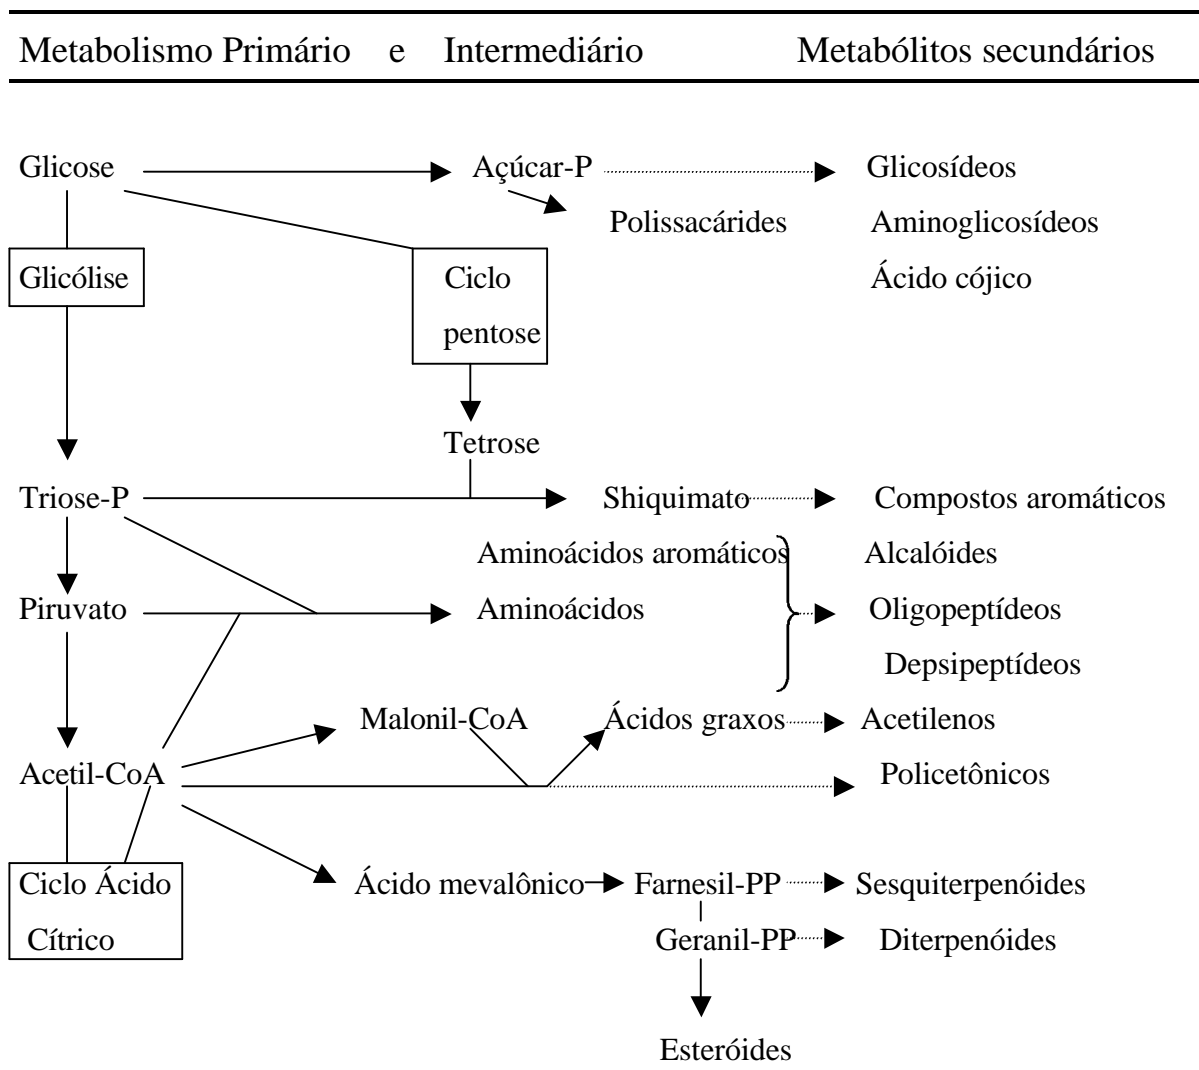 Metabolismo Primário e Intermediário Metabólitos secundários
Glicose Açúcar-P Glicosídeos
Polissacárides Aminoglicosídeos
Glicólise Ciclo Ácido cójico
pentose
Tetrose
Triose-P Shiquimato Compostos aromáticos
Aminoácidos aromáticos Alcalóides
Piruvato Aminoácidos Oligopeptídeos
Depsipeptídeos
Malonil-CoA Ácidos graxos Acetilenos
Acetil-CoA Policetônicos
Ciclo Ácido Ácido mevalônico Farnesil-PP Sesquiterpenóides
Cítrico Geranil-PP Diterpenóides
Esteróides